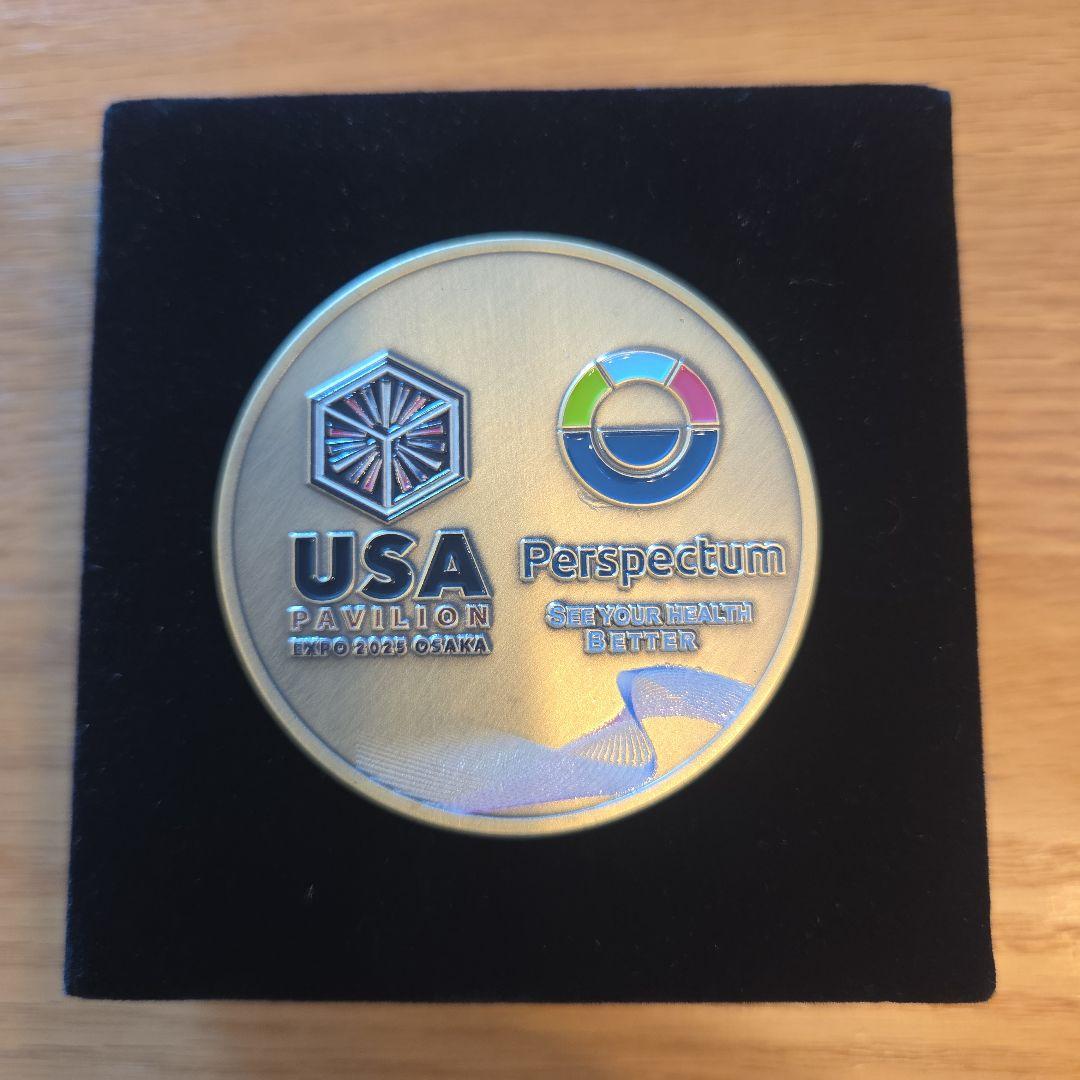 USA
PAVILION
EXPO 2025 OSAKA
Perspectum
SEE YOUR HEALTH
BETTER